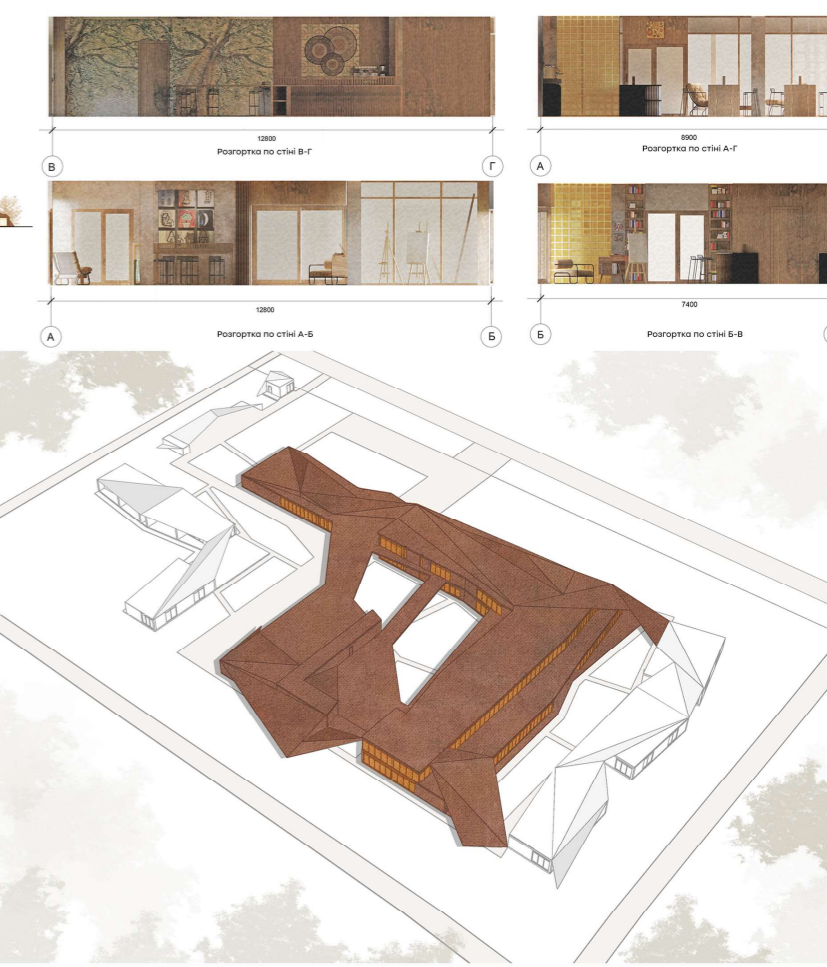 12800
Розгортка по стіні В-Г
В
Г
8900
Розгортка по стіні А-Г
А
12800
Розгортка по стіні А-Б
А
Б
7400
Розгортка по стіні Б-В
Б